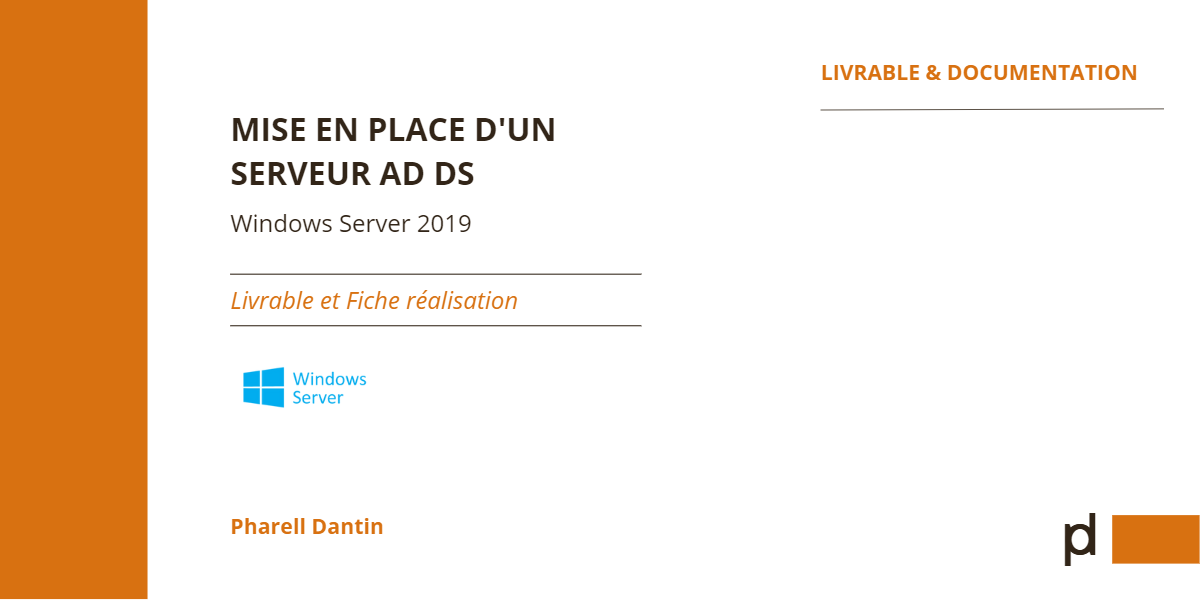 LIVRABLE & DOCUMENTATION
MISE EN PLACE D'UN
SERVEUR AD DS
Windows Server 2019
Livrable et Fiche réalisation
Windows
Server
Pharell Dantin
pd